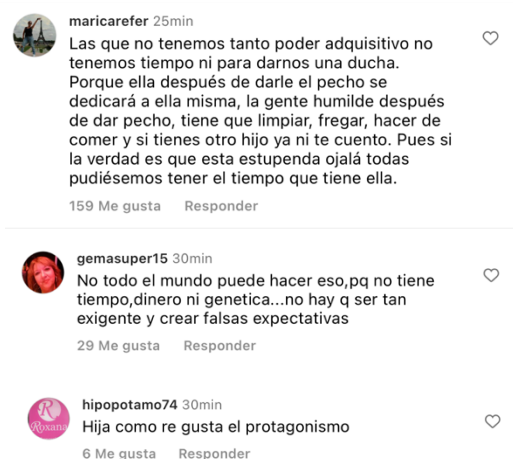 maricarefer 25min
Las que no tenemos tanto poder adquisitivo no
tenemos tiempo ni para darnos una ducha.
Porque ella después de darle el pecho se
dedicará a ella misma, la gente humilde después
de dar pecho, tiene que limpiar, fregar, hacer de
comer y si tienes otro hijo ya ni te cuento. Pues si
la verdad es que esta estupenda ojalá todas
pudiésemos tener el tiempo que tiene ella.
159 Me gusta Responder
gemasuper15 30min
No todo el mundo puede hacer eso,pq no tiene
tiempo,dinero ni genetica...no hay q ser tan
exigente y crear falsas expectativas
29 Me gusta Responder
R
Roxana
hipopotamo74 30min
Hija como re gusta el protagonismo
6 Me gusta Responder